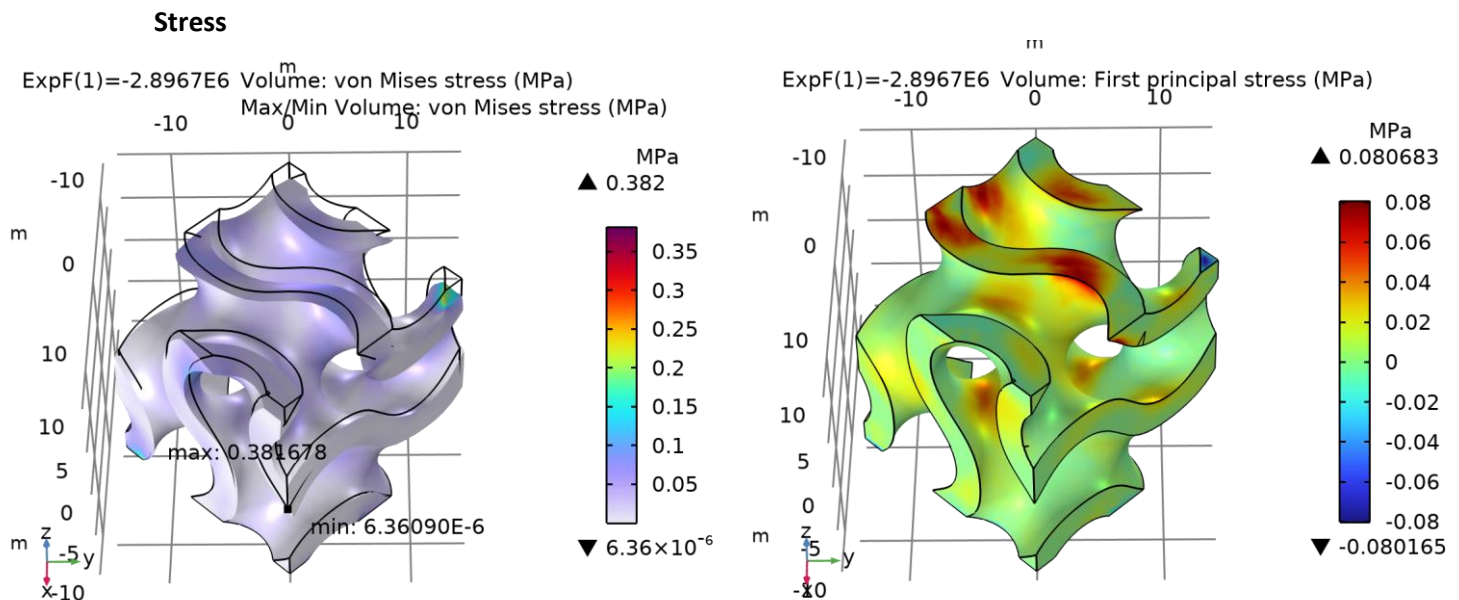 Stress
m
ExpF(1)=-2.8967E6 Volume: von Mises stress (MPa)
Max/Min Volume: von Mises stress (MPa)
-10 0 10
MPa
▲ 0.382
-10
m
0
10
10
5
0
m
-5
-10
z
y
x
0.35
0.3
0.25
0.2
0.15
0.1
0.05
▼ 6.36×10⁻⁶
max: 0.381678
min: 6.36090E-6
m
ExpF(1)=-2.8967E6 Volume: First principal stress (MPa)
-10 0 10
MPa
▲ 0.080683
-10
m
0
10
10
5
0
m
-5
-10
z
y
x
0.08
0.06
0.04
0.02
0
-0.02
-0.04
-0.06
-0.08
▼ -0.080165